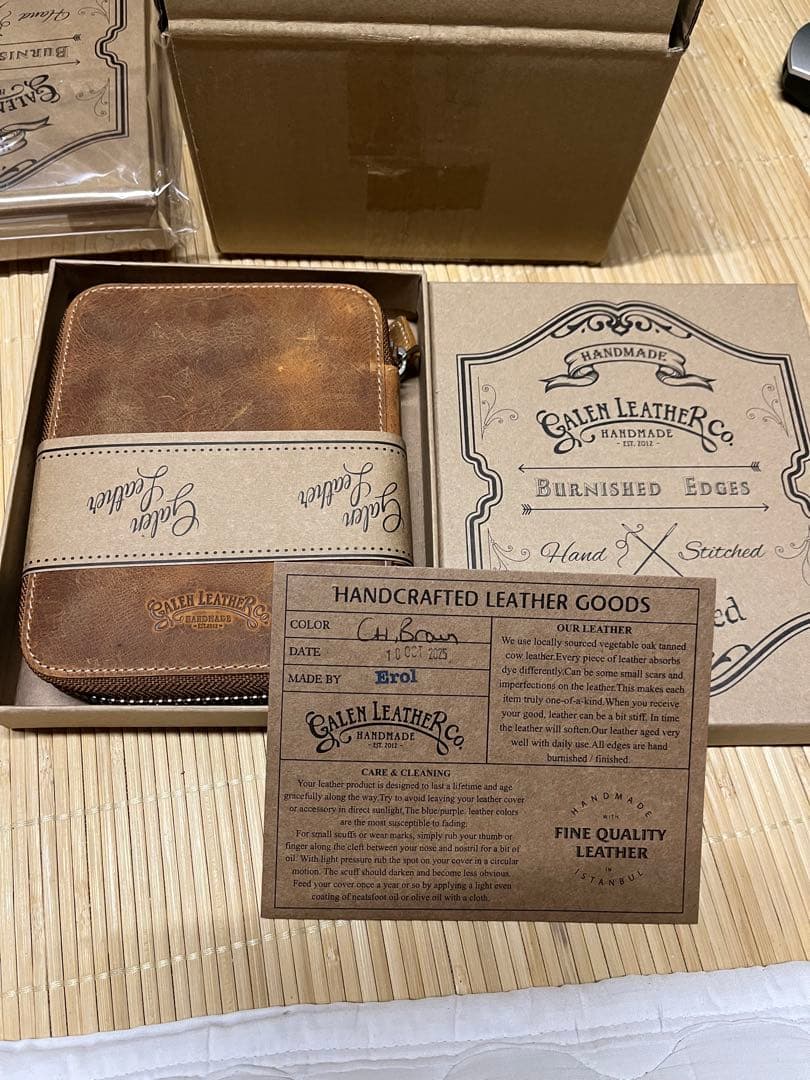 Hand
BURNIS
GALEN
HANDMADE
GALEN LEATHER CO.
HANDMADE
- EST. 2012 -
BURNISHED EDGES
Hand Stitched
ed
Galen
Leather
Galen
Leather
GALEN LEATHER CO.
HANDMADE
EST. 2012
HANDCRAFTED LEATHER GOODS
COLOR CH. Brown
DATE 10 OCT 2025
MADE BY Erol
GALEN LEATHER CO.
HANDMADE
- EST. 2012 -
OUR LEATHER
We use locally sourced vegetable oak tanned
cow leather.Every piece of leather absorbs
dye differently.Can be some small scars and
imperfections on the leather.This makes each
item truly one-of-a-kind.When you receive
your good, leather can be a bit stiff. In time
the leather will soften.Our leather aged very
well with daily use.All edges are hand
burnished / finished.
CARE & CLEANING
Your leather product is designed to last a lifetime and age
gracefully along the way.Try to avoid leaving your leather cover
or accessory in direct sunlight.The blue/purple. leather colors
are the most susceptible to fading.
For small scuffs or wear marks, simply rub your thumb or
finger along the cleft between your nose and nostril for a bit of
oil. With light pressure rub the spot on your cover in a circular
motion. The scuff should darken and become less obvious.
Feed your cover once a year or so by applying a light even
coating of neatsfoot oil or olive oil with a cloth.
HANDMADE
WITH
FINE QUALITY
LEATHER
IN
ISTANBUL